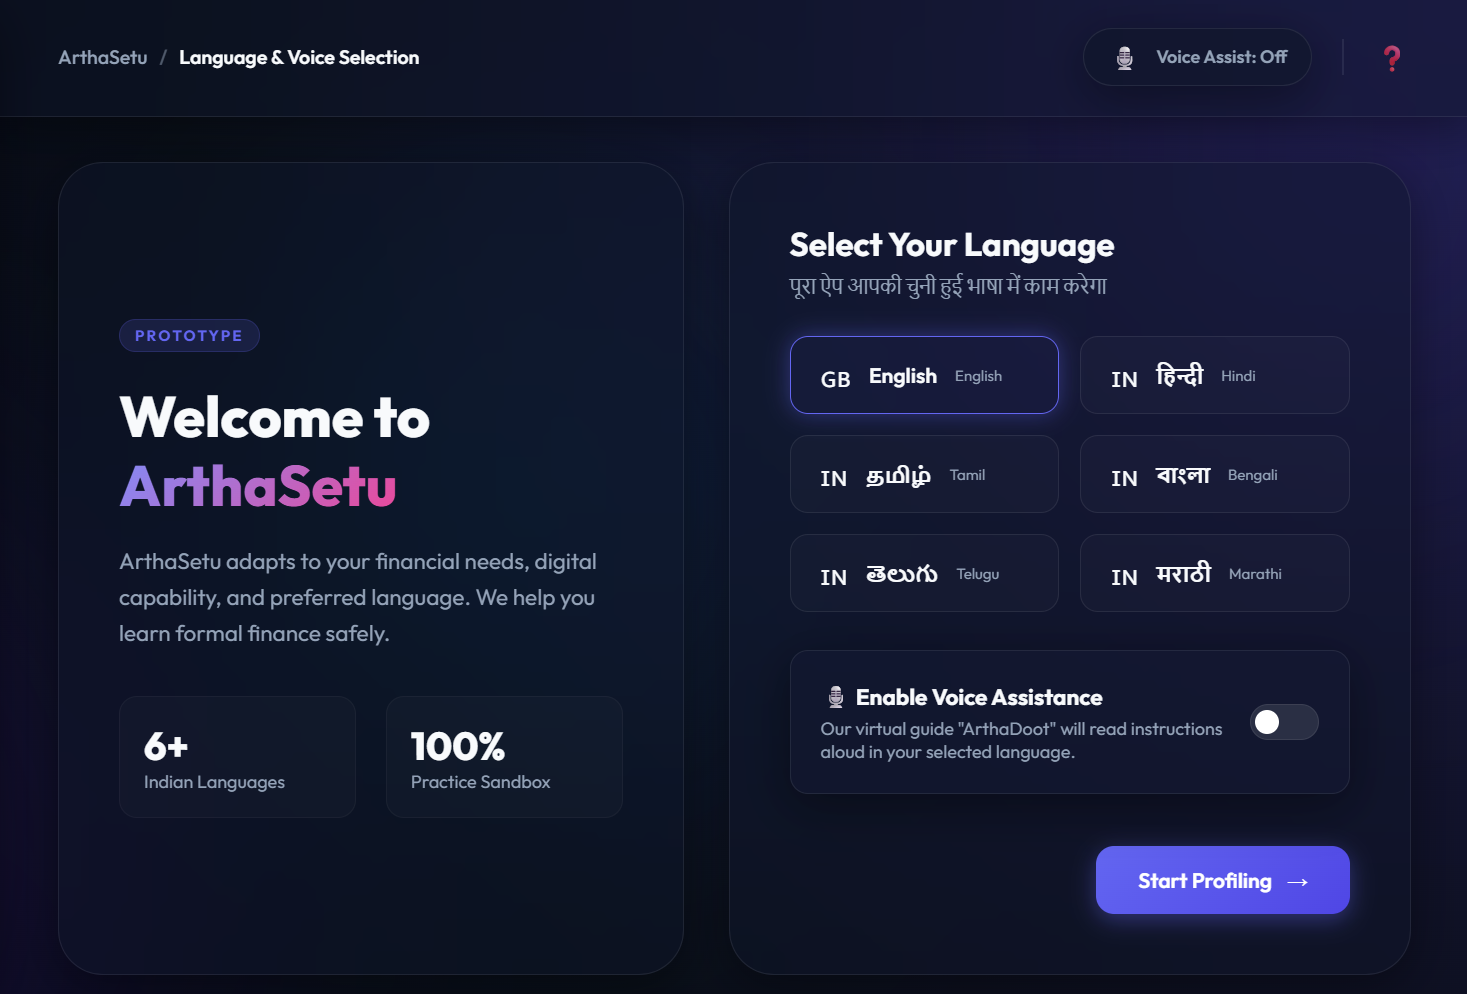 ArthaSetu / Language & Voice Selection
Voice Assist: Off
PROTOTYPE
Welcome to
ArthaSetu
ArthaSetu adapts to your financial needs, digital
capability, and preferred language. We help you
learn formal finance safely.
6+
Indian Languages
100%
Practice Sandbox
Select Your Language
पूरा ऐप आपकी चुनी हुई भाषा में काम करेगा
GB English English
IN हिन्दी Hindi
IN தமிழ் Tamil
IN বাংলা Bengali
IN తెలుగు Telugu
IN मराठी Marathi
Enable Voice Assistance
Our virtual guide "ArthaDoot" will read instructions
aloud in your selected language.
Start Profiling →